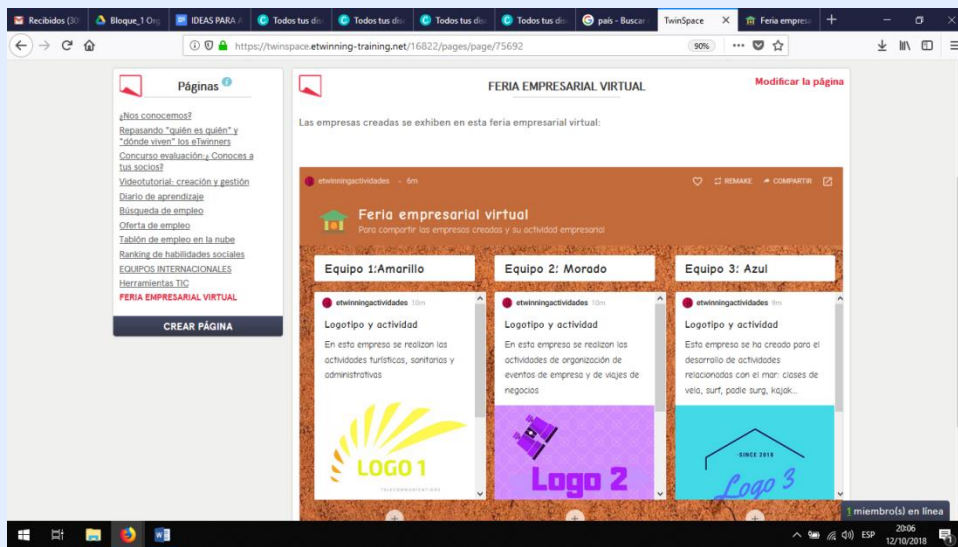 Recibidos (30
Bloque_1 Org
IDEAS PARA A
Todos tus dis
Todos tus dis
Todos tus dis
Todos tus dis
país - Buscar
TwinSpace
Feria empres
https://twinspace.etwinning-training.net/16822/pages/page/75692
90%
Páginas
¿Nos conocemos?
Repasando "quién es quién" y
"dónde viven" los eTwinners
Concurso evaluación:¿ Conoces a
tus socios?
Videotutorial: creación y gestión
Diario de aprendizaje
Búsqueda de empleo
Oferta de empleo
Tablón de empleo en la nube
Ranking de habilidades sociales
EQUIPOS INTERNACIONALES
Herramientas TIC
FERIA EMPRESARIAL VIRTUAL
CREAR PÁGINA
FERIA EMPRESARIAL VIRTUAL
Modificar la página
Las empresas creadas se exhiben en esta feria empresarial virtual:
etwinningactividades · 6m
REMAKE
COMPARTIR
Feria empresarial virtual
Para compartir las empresas creadas y su actividad empresarial
Equipo 1:Amarillo
etwinningactividades 10m
Logotipo y actividad
En esta empresa se realizan las
actividades turísticas, sanitarias y
administrativas
LOGO 1
TELECOMMUNICATIONS
Equipo 2: Morado
etwinningactividades 10m
Logotipo y actividad
En esta empresa se realizan las
actividades de organización de
eventos de empresa y de viajes de
negocios
Logo 2
Equipo 3: Azul
etwinningactividades 9m
Logotipo y actividad
Esta empresa se ha creado para el
desarrollo de actividades
relacionadas con el mar: clases de
vela, surf, padle surg, kajak...
SINCE 2018
Logo 3
1 miembro(s) en línea
ESP
20:06
12/10/2018